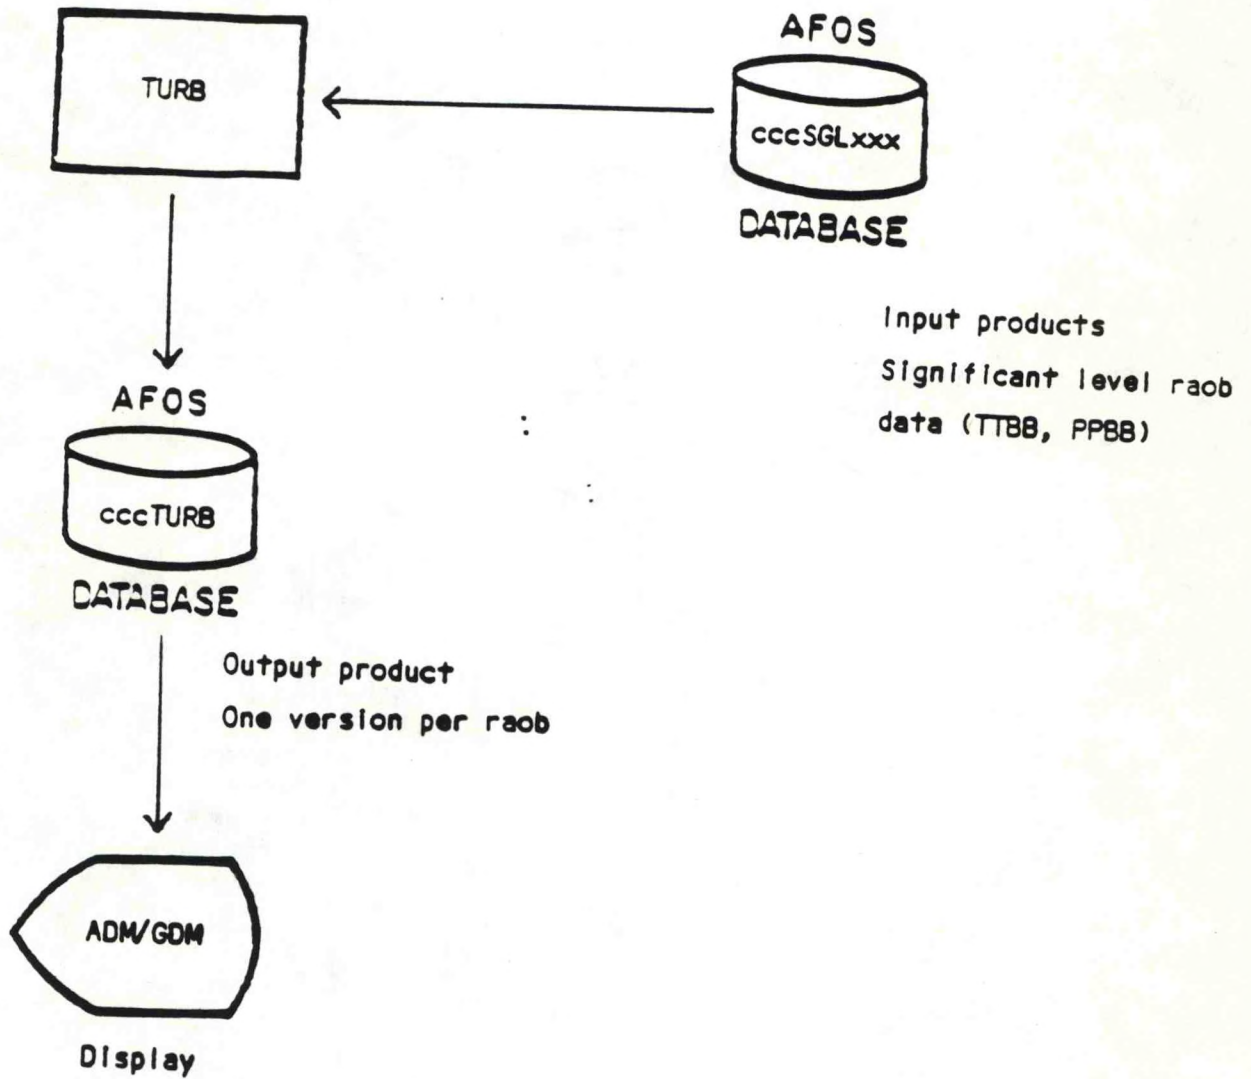 TURB
AFOS
cccSGLxxx
DATABASE
Input products
Significant level raob
data (TTBB, PPBB)
AFOS
cccTURB
DATABASE
Output product
One version per raob
ADM/GDM
Display